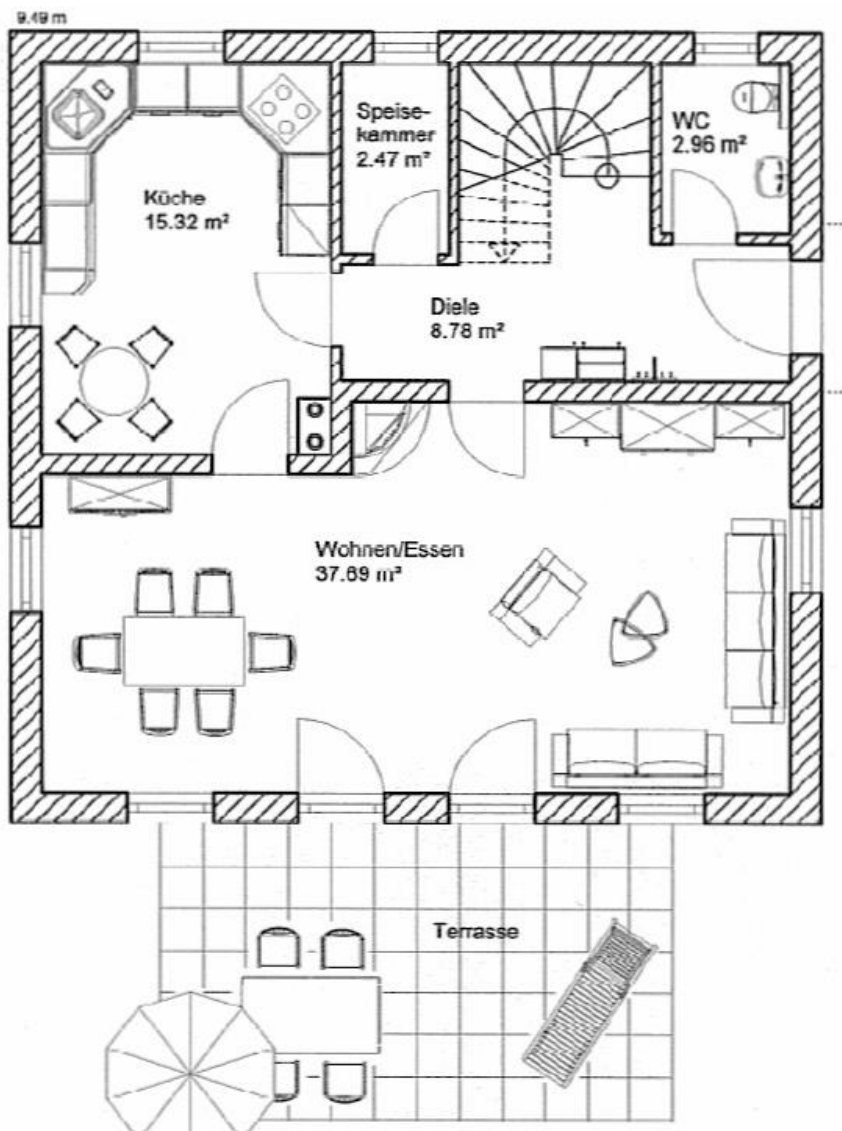 9.49 m
Speise-
kammer
2.47 m²
WC
2.96 m²
Küche
15.32 m²
Diele
8.78 m²
Wohnen/Essen
37.69 m²
Terrasse